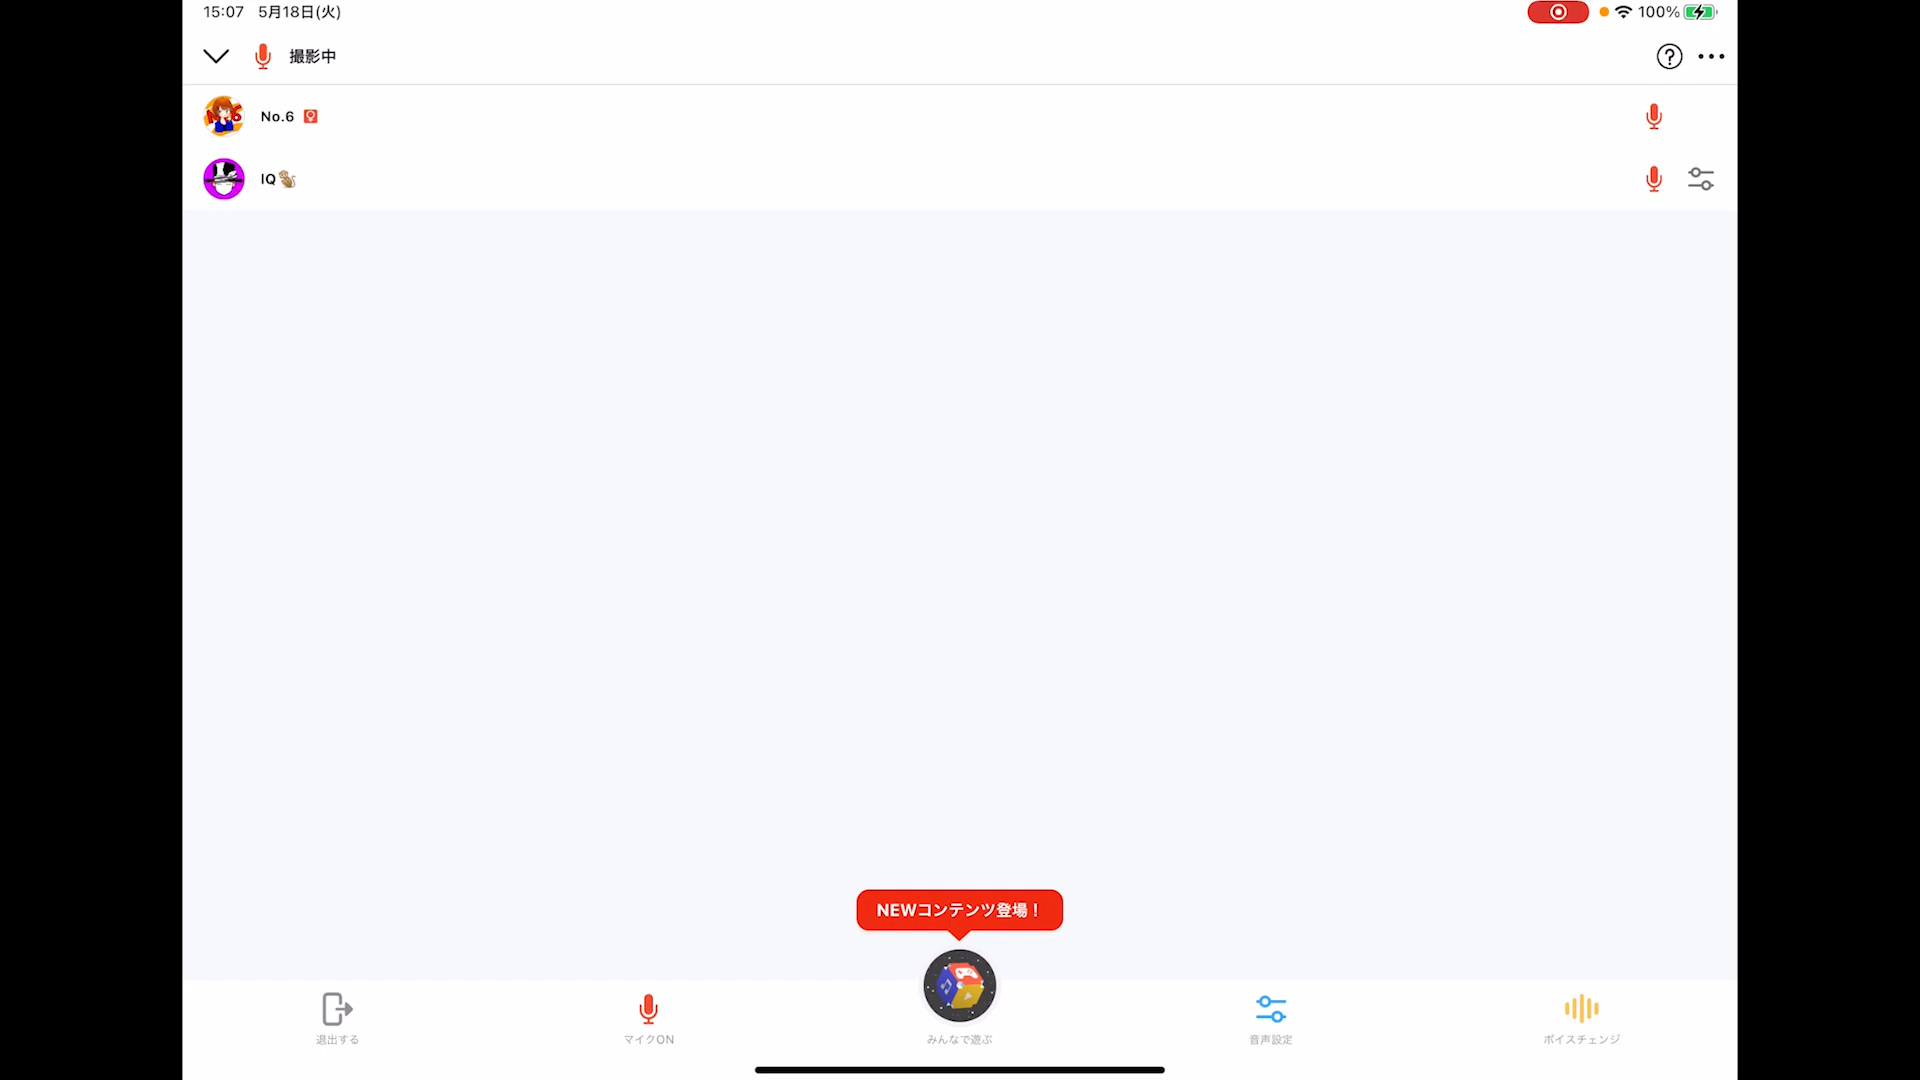 15:07 5月18日(火)
100%
撮影中
No.6
IQ
NEWコンテンツ登場！
退出する
マイクON
みんなで遊ぶ
音声設定
ボイスチェンジ